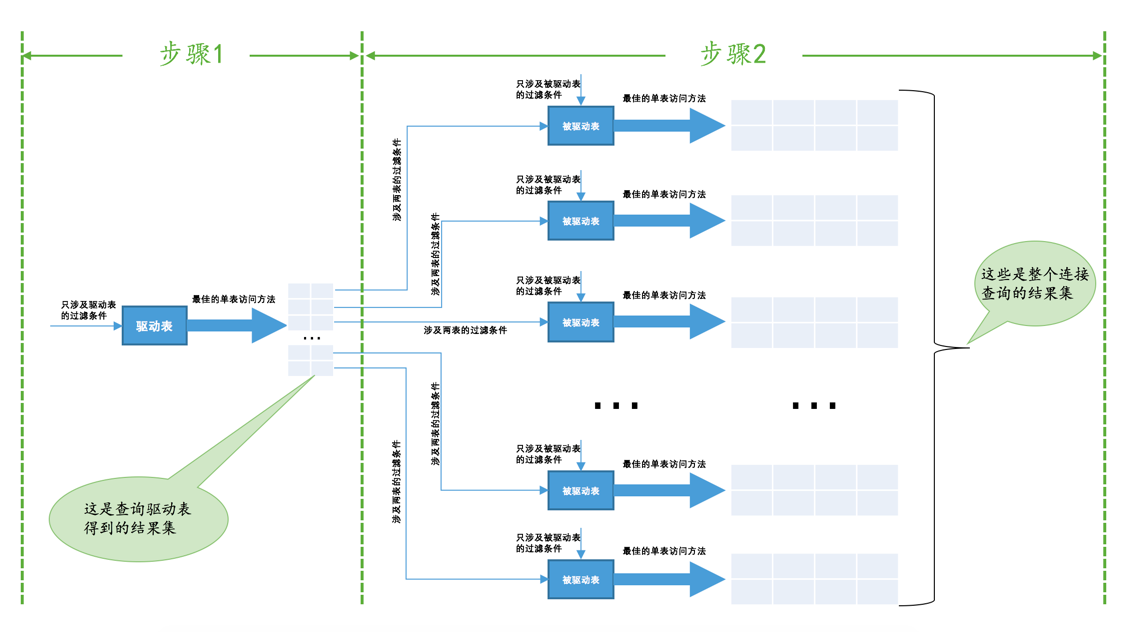 步骤1
步骤2
只涉及驱动表
的过滤条件
驱动表
最佳的单表访问方法
...
这是查询驱动表
得到的结果集
涉及两表的过滤条件
只涉及被驱动表
的过滤条件
被驱动表
最佳的单表访问方法
涉及两表的过滤条件
只涉及被驱动表
的过滤条件
被驱动表
最佳的单表访问方法
涉及两表的过滤条件
只涉及被驱动表
的过滤条件
被驱动表
最佳的单表访问方法
...
...
涉及两表的过滤条件
只涉及被驱动表
的过滤条件
被驱动表
最佳的单表访问方法
涉及两表的过滤条件
只涉及被驱动表
的过滤条件
被驱动表
最佳的单表访问方法
这些是整个连接
查询的结果集